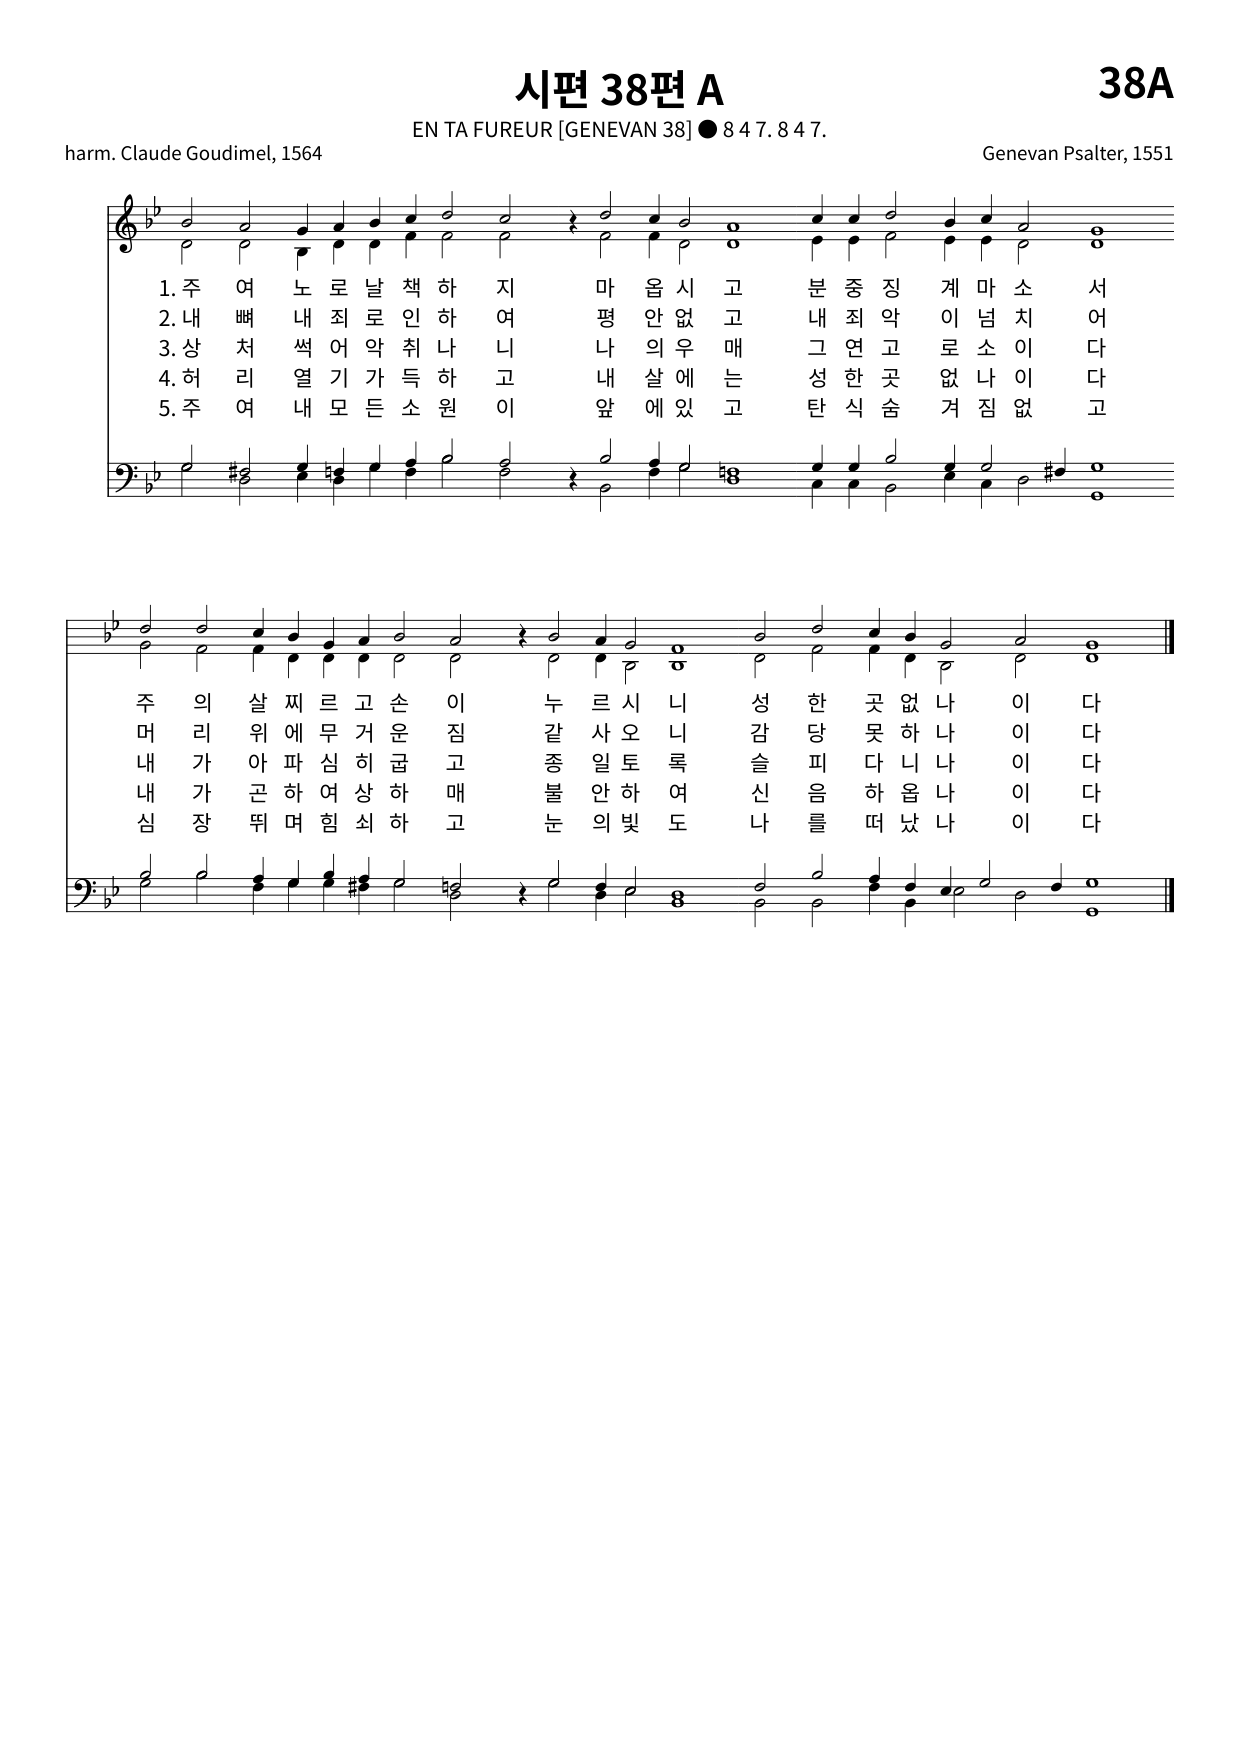 시편 38편 A
38A
EN TA FUREUR [GENEVAN 38] ● 8 4 7. 8 4 7.
harm. Claude Goudimel, 1564
Genevan Psalter, 1551
1. 주 여 노 로 날 책 하 지 마 옵 시 고 분 중 징 계 마 소 서
2. 내 뼈 내 죄 로 인 하 여 평 안 없 고 내 죄 악 이 넘 치 어
3. 상 처 썩 어 악 취 나 니 나 의 우 매 그 연 고 로 소 이 다
4. 허 리 열 기 가 득 하 고 내 살 에 는 성 한 곳 없 나 이 다
5. 주 여 내 모 든 소 원 이 앞 에 있 고 탄 식 숨 겨 짐 없 고
주 의 살 찌 르 고 손 이 누 르 시 니 성 한 곳 없 나 이 다
머 리 위 에 무 거 운 짐 같 사 오 니 감 당 못 하 나 이 다
내 가 아 파 심 히 굽 고 종 일 토 록 슬 피 다 니 나 이 다
내 가 곤 하 여 상 하 매 불 안 하 여 신 음 하 옵 나 이 다
심 장 뛰 며 힘 쇠 하 고 눈 의 빛 도 나 를 떠 났 나 이 다